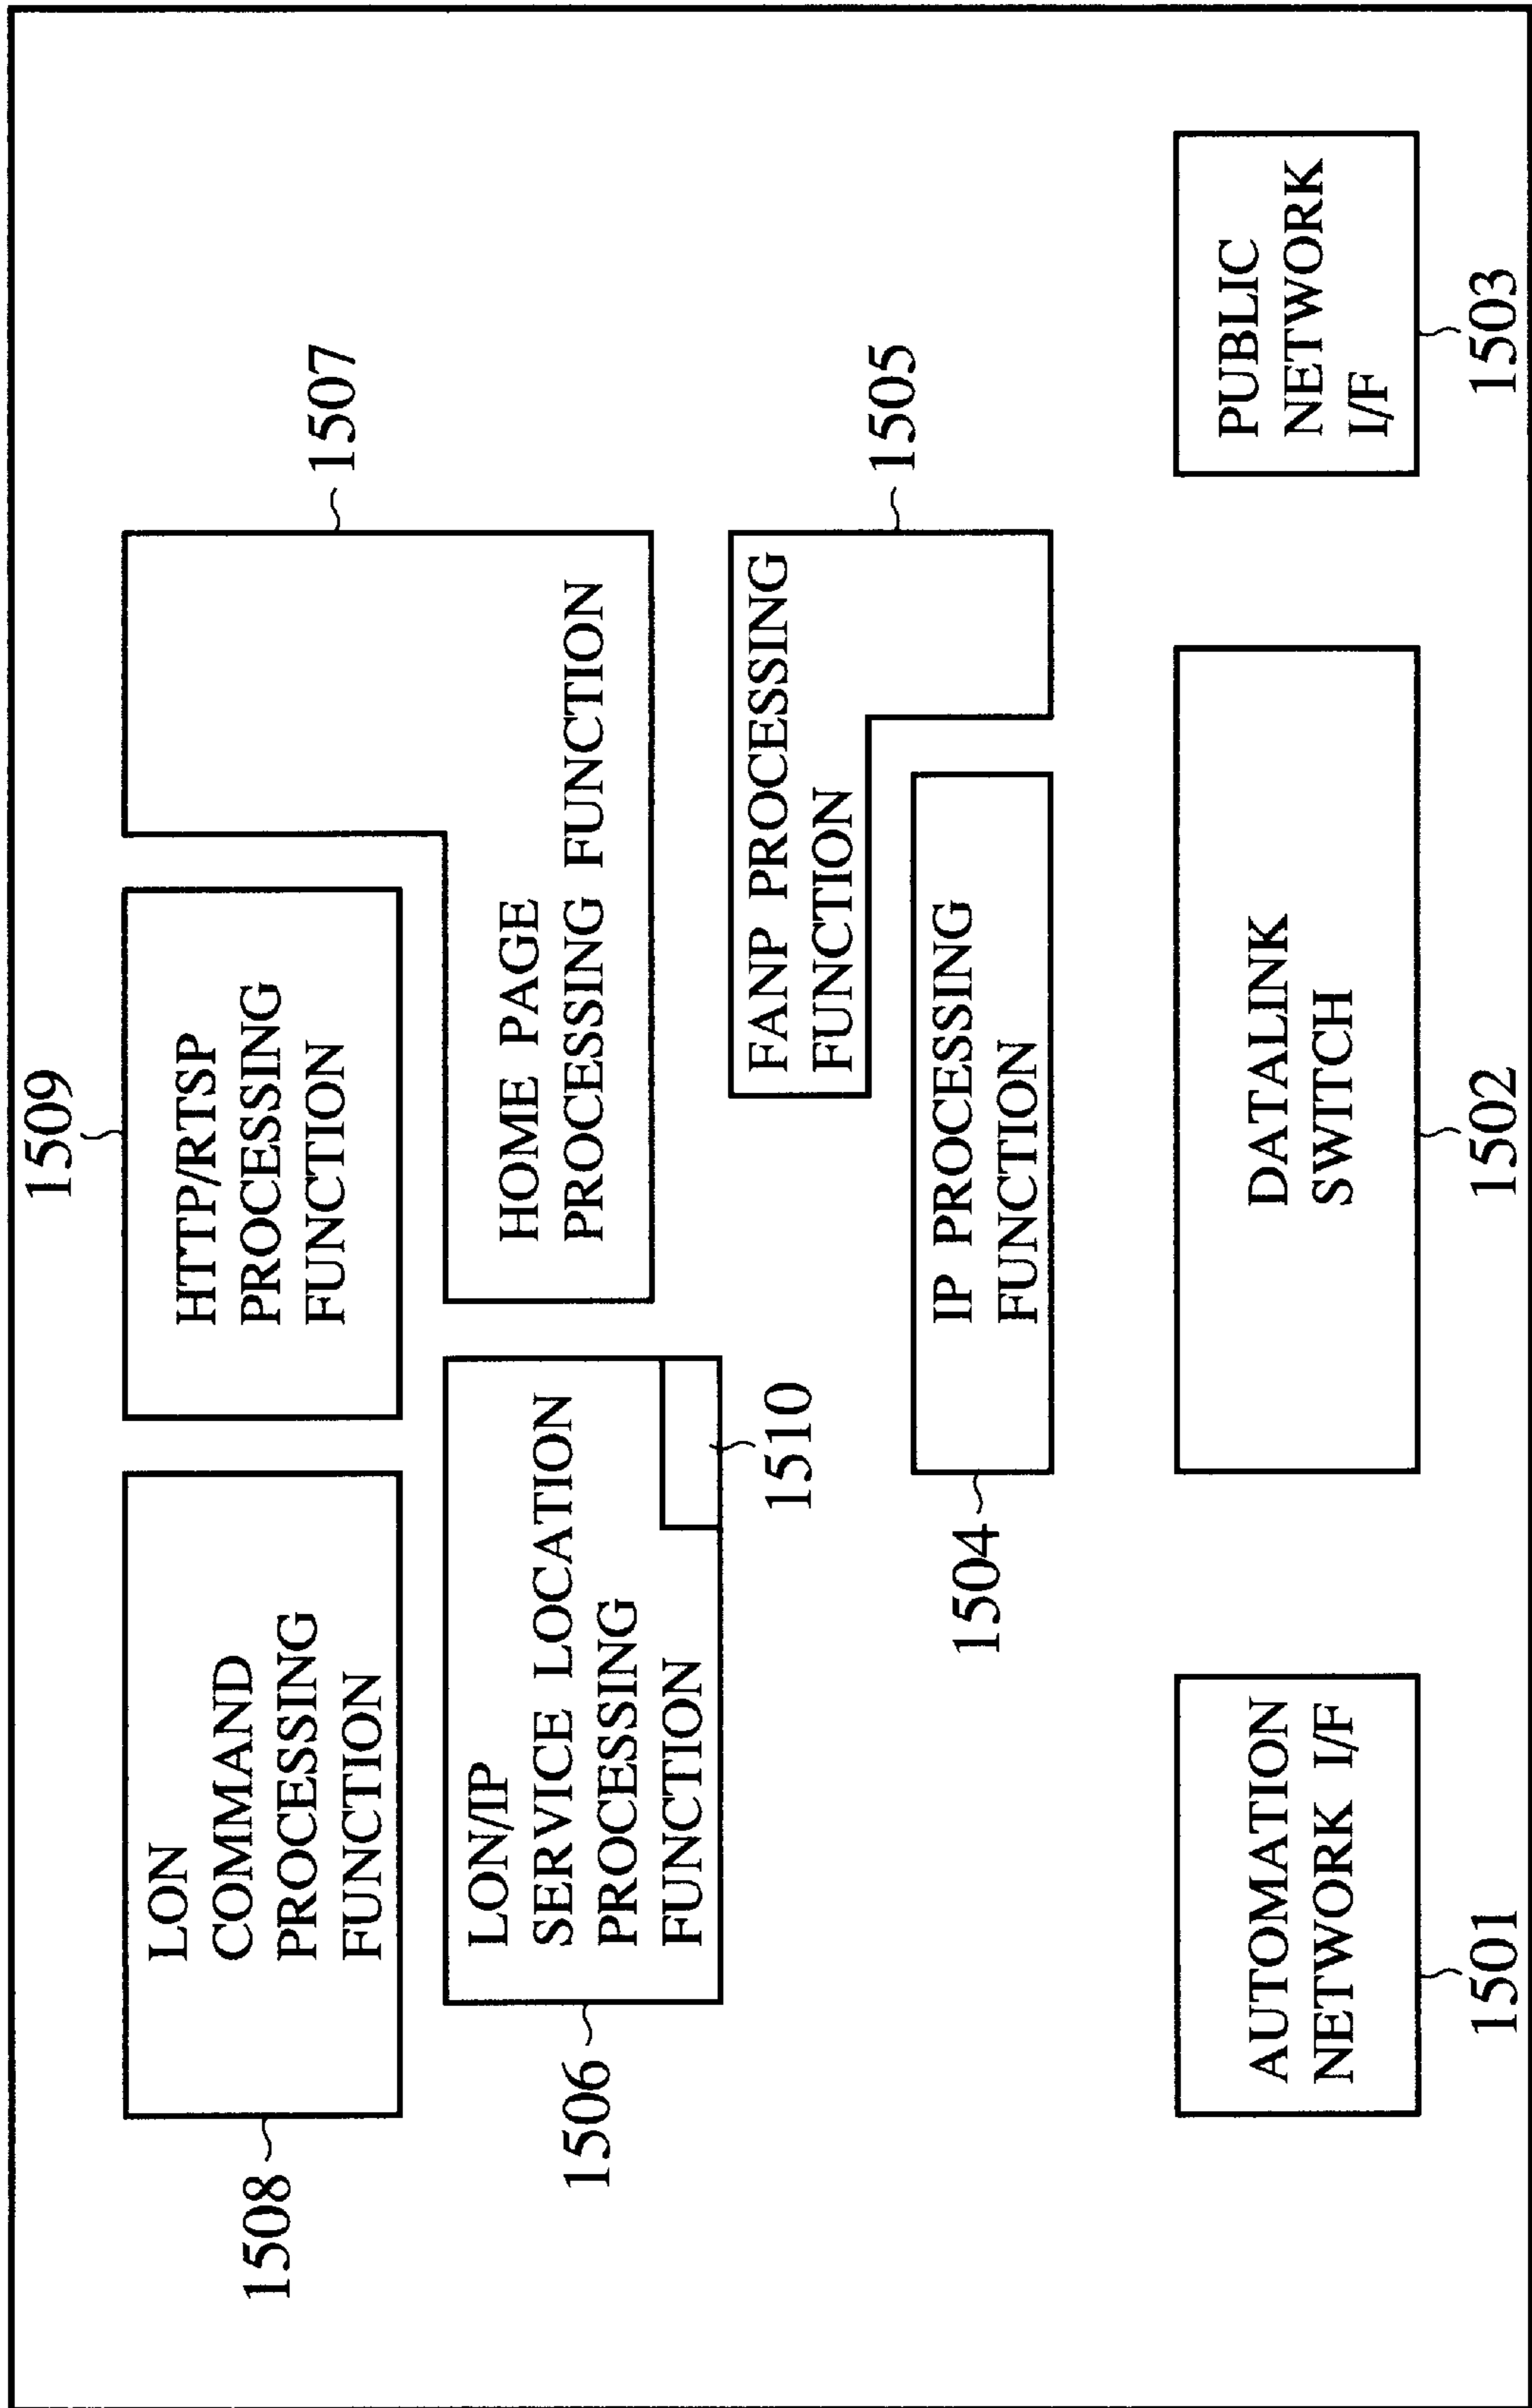 1509
LON
COMMAND
PROCESSING
FUNCTION
1508
HTTP/RTSP
PROCESSING
FUNCTION
1507
LON/IP
SERVICE LOCATION
PROCESSING
FUNCTION
1506
1510
HOME PAGE
PROCESSING FUNCTION
FANP PROCESSING
FUNCTION
1505
IP PROCESSING
FUNCTION
1504
AUTOMATION
NETWORK I/F
1501
DATALINK
SWITCH
1502
PUBLIC
NETWORK
I/F
1503